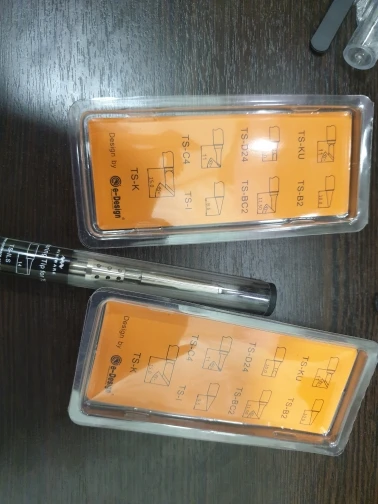 TS-KU
TS-B2
TS-D24
TS-BC2
TS-C4
TS-I
TS-K
Design by e-Design
TS-KU
TS-B2
TS-D24
TS-BC2
TS-C4
TS-I
TS-K
Design by e-Design